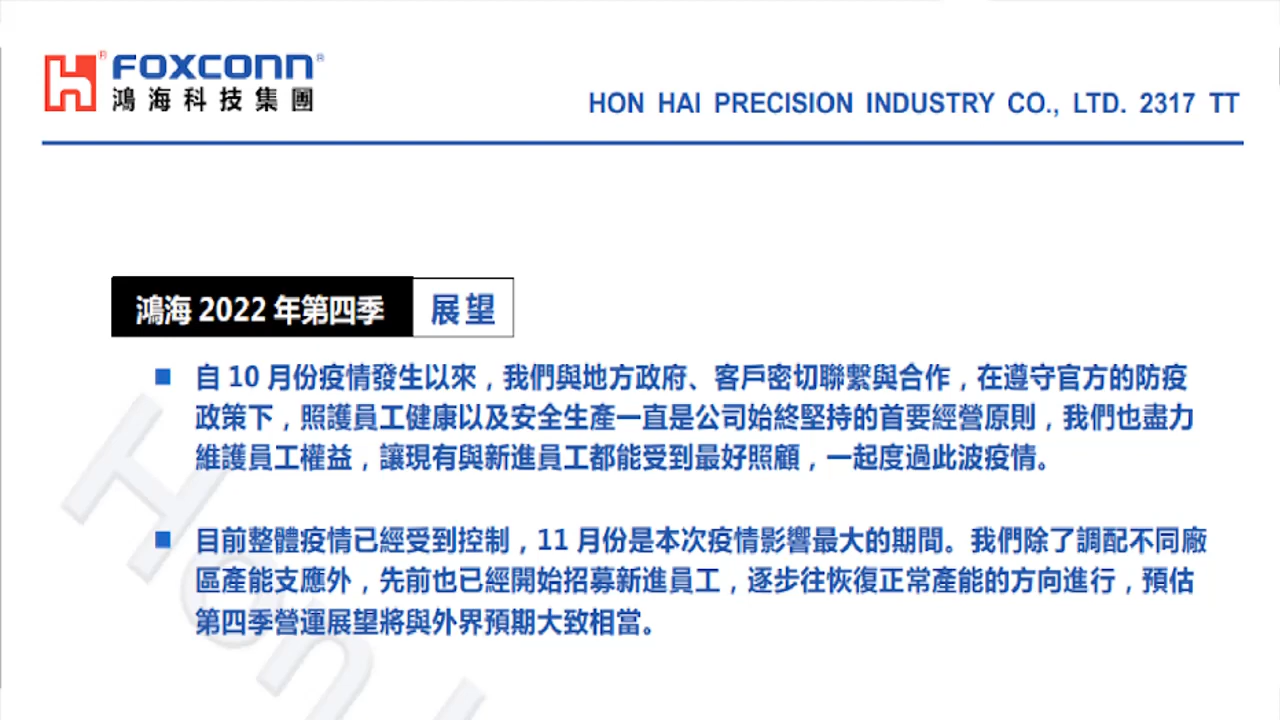 FOXCONN®
鴻海科技集團
HON HAI PRECISION INDUSTRY CO., LTD. 2317 TT
鴻海 2022 年第四季 展望
■ 自 10 月份疫情發生以來，我們與地方政府、客戶密切聯繫與合作，在遵守官方的防疫
政策下，照護員工健康以及安全生產一直是公司始終堅持的首要經營原則，我們也盡力
維護員工權益，讓現有與新進員工都能受到最好照顧，一起度過此波疫情。
■ 目前整體疫情已經受到控制，11 月份是本次疫情影響最大的期間。我們除了調配不同廠
區產能支應外，先前也已經開始招募新進員工，逐步往恢復正常產能的方向進行，預估
第四季營運展望將與外界預期大致相當。
Hon